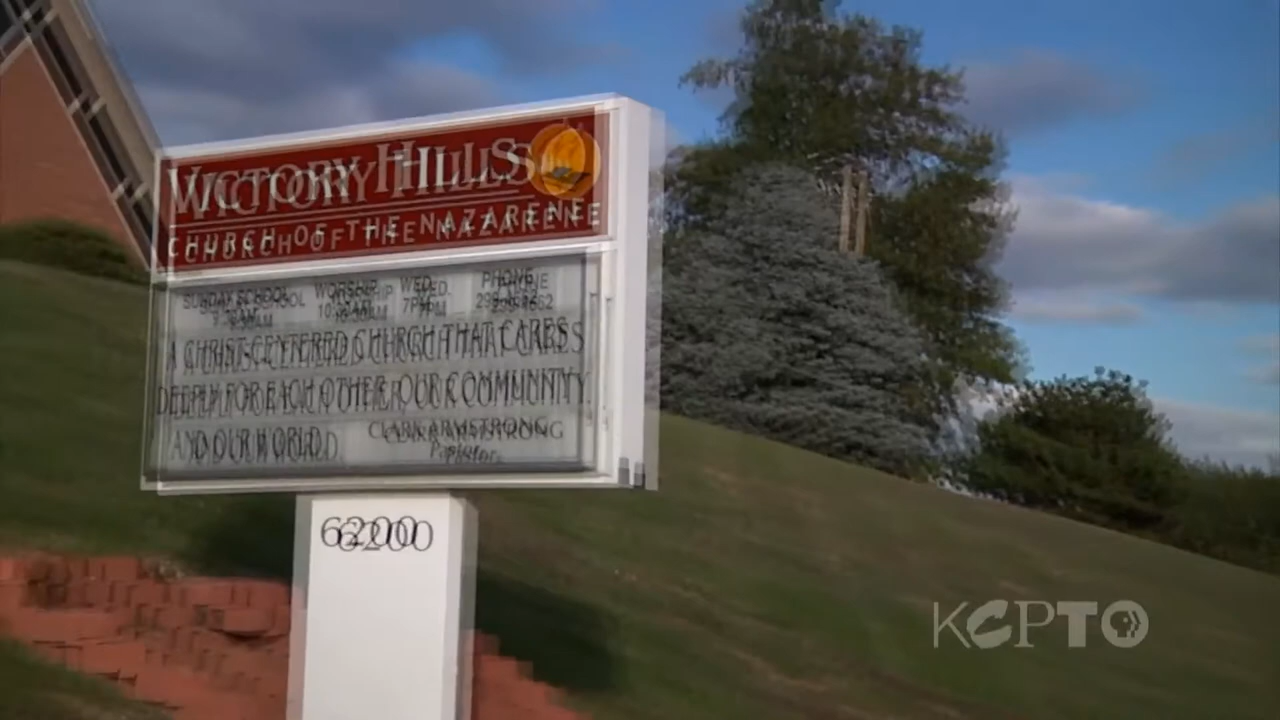 VICTORY HILLS
CHURCH OF THE NAZARENE
SUNDAY SCHOOL WORSHIP WED. PHONE
7PM
A CHRIST-CENTERED CHURCH THAT CARES
DEEPLY FOR EACH OTHER, OUR COMMUNITY,
AND OUR WORLD.
CLARK ARMSTRONG
Pastor
6200
KCPT